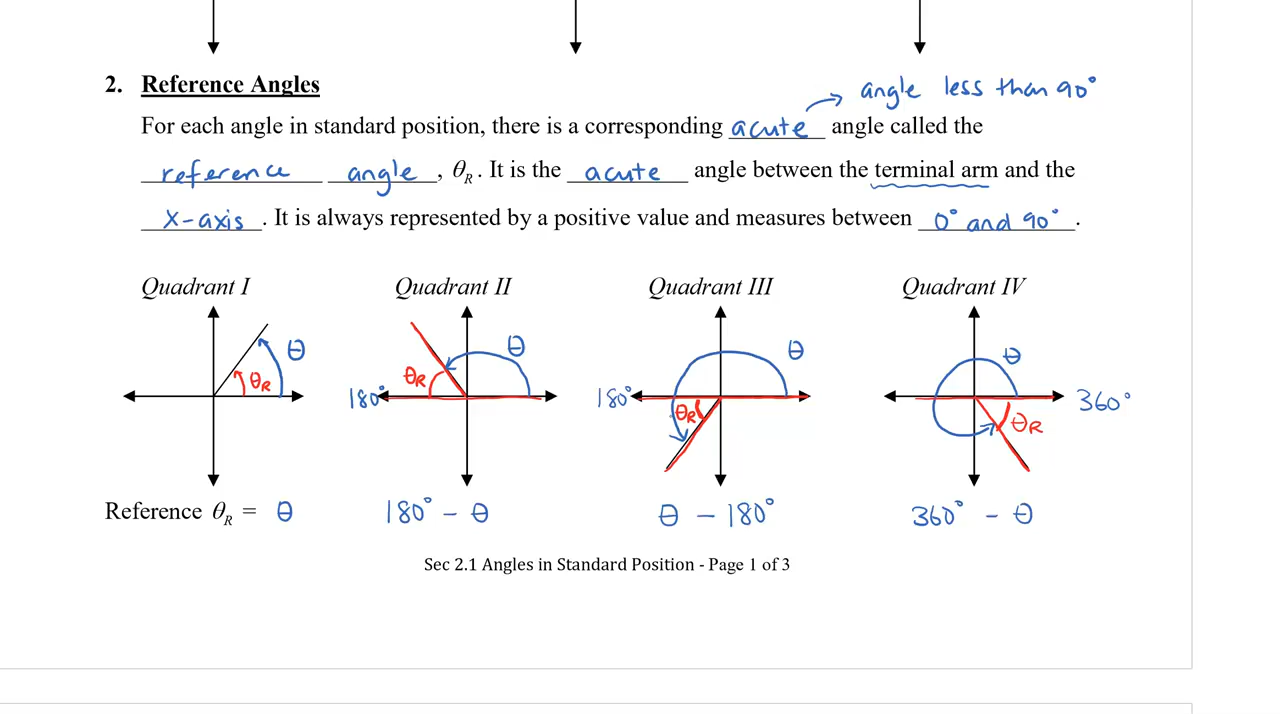 2. Reference Angles
angle less than 90°
For each angle in standard position, there is a corresponding acute angle called the
reference angle, θR. It is the acute angle between the terminal arm and the
x-axis. It is always represented by a positive value and measures between 0° and 90°.
Quadrant I Quadrant II Quadrant III Quadrant IV
θ θ θ θ
θR θR θR θR
180° 180° 360°
Reference θR = θ 180° - θ θ - 180° 360° - θ
Sec 2.1 Angles in Standard Position - Page 1 of 3